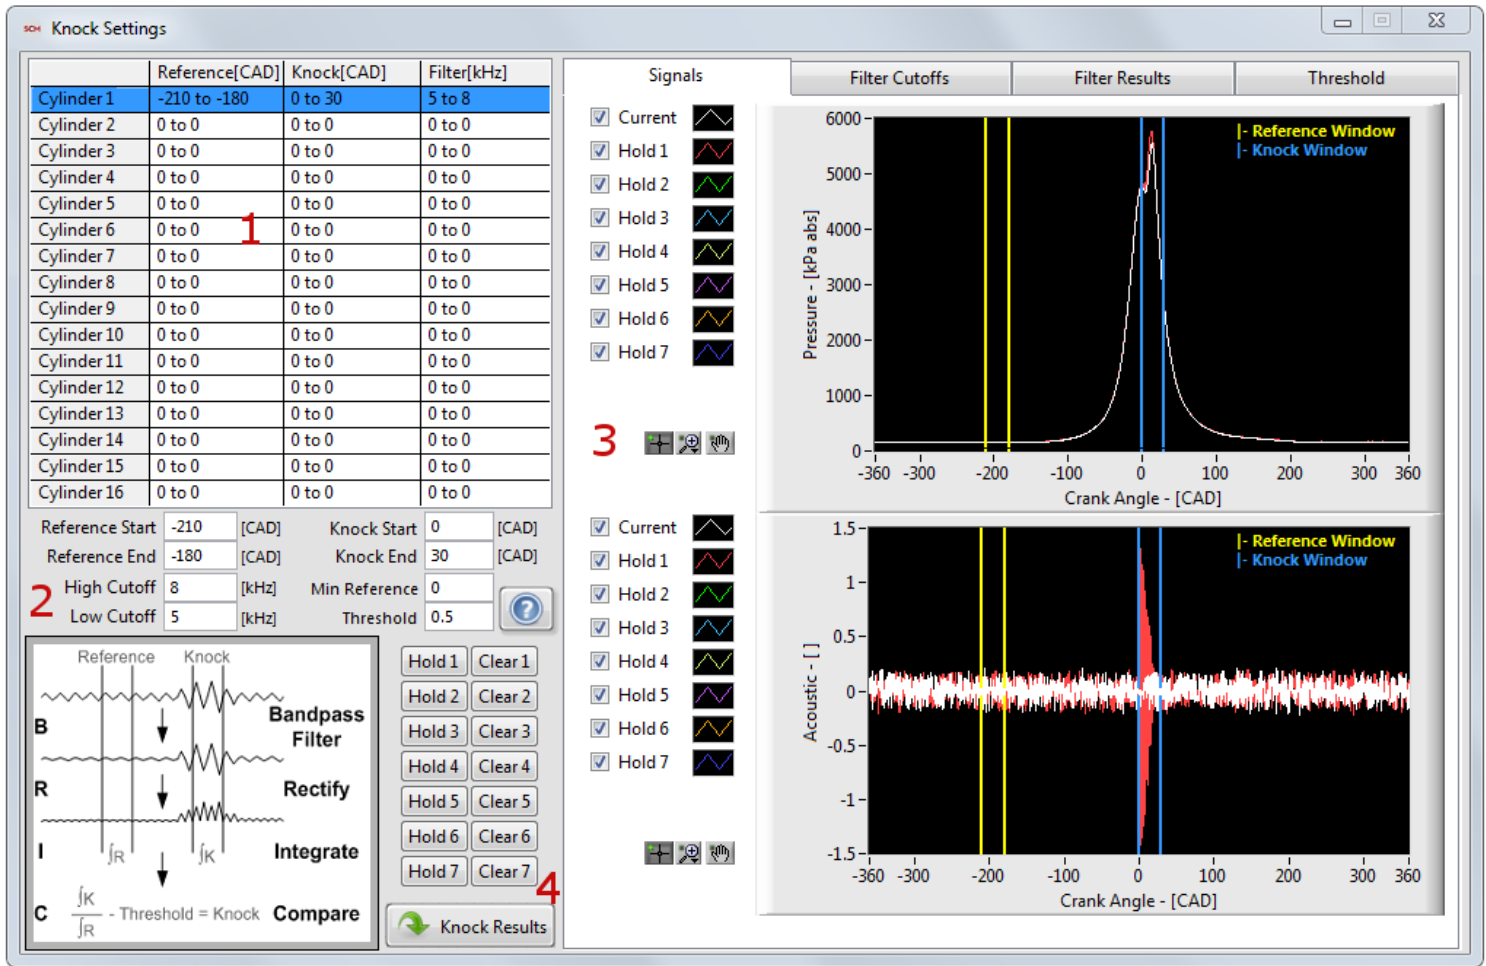 SCH Knock Settings
Reference[CAD] Knock[CAD] Filter[kHz]
Cylinder 1 -210 to -180 0 to 30 5 to 8
Cylinder 2 0 to 0 0 to 0 0 to 0
Cylinder 3 0 to 0 0 to 0 0 to 0
Cylinder 4 0 to 0 0 to 0 0 to 0
Cylinder 5 0 to 0 0 to 0 0 to 0
Cylinder 6 0 to 0 0 to 0 0 to 0
1
Cylinder 7 0 to 0 0 to 0 0 to 0
Cylinder 8 0 to 0 0 to 0 0 to 0
Cylinder 9 0 to 0 0 to 0 0 to 0
Cylinder 10 0 to 0 0 to 0 0 to 0
Cylinder 11 0 to 0 0 to 0 0 to 0
Cylinder 12 0 to 0 0 to 0 0 to 0
Cylinder 13 0 to 0 0 to 0 0 to 0
Cylinder 14 0 to 0 0 to 0 0 to 0
Cylinder 15 0 to 0 0 to 0 0 to 0
Cylinder 16 0 to 0 0 to 0 0 to 0
Reference Start -210 [CAD] Knock Start 0 [CAD]
Reference End -180 [CAD] Knock End 30 [CAD]
High Cutoff 8 [kHz] Min Reference 0
2
Low Cutoff 5 [kHz] Threshold 0.5
?
Reference Knock
B Bandpass
Filter
R Rectify
I ∫R ∫K Integrate
C ∫K
∫R - Threshold = Knock Compare
Hold 1 Clear 1
Hold 2 Clear 2
Hold 3 Clear 3
Hold 4 Clear 4
Hold 5 Clear 5
Hold 6 Clear 6
Hold 7 Clear 7
4
Knock Results
Signals Filter Cutoffs Filter Results Threshold
Current
Hold 1
Hold 2
Hold 3
Hold 4
Hold 5
Hold 6
Hold 7
3
|- Reference Window
|- Knock Window
6000
5000
4000
3000
2000
1000
0
Pressure - [kPa abs]
-360 -300 -200 -100 0 100 200 300 360
Crank Angle - [CAD]
Current
Hold 1
Hold 2
Hold 3
Hold 4
Hold 5
Hold 6
Hold 7
|- Reference Window
|- Knock Window
1.5
1
0.5
0
-0.5
-1
-1.5
Acoustic - [ ]
-360 -300 -200 -100 0 100 200 300 360
Crank Angle - [CAD]